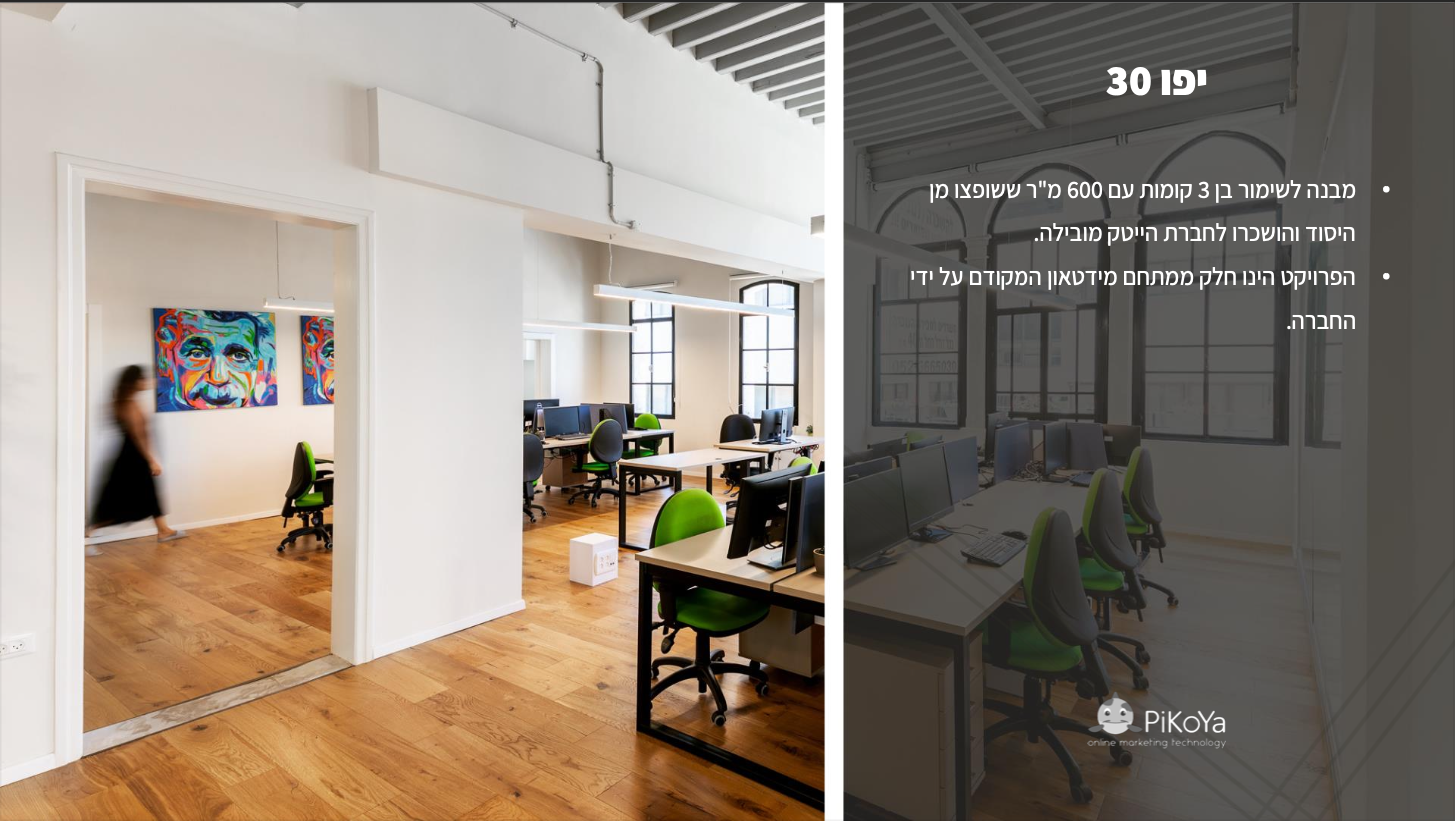 יפו 30
מבנה לשימור בן 3 קומות עם 600 מ"ר ששופצו מן
היסוד והושכרו לחברת הייטק מובילה.
הפרויקט הינו חלק ממתחם מידטאון המקודם על ידי
החברה.
PiKoYa
online marketing technology